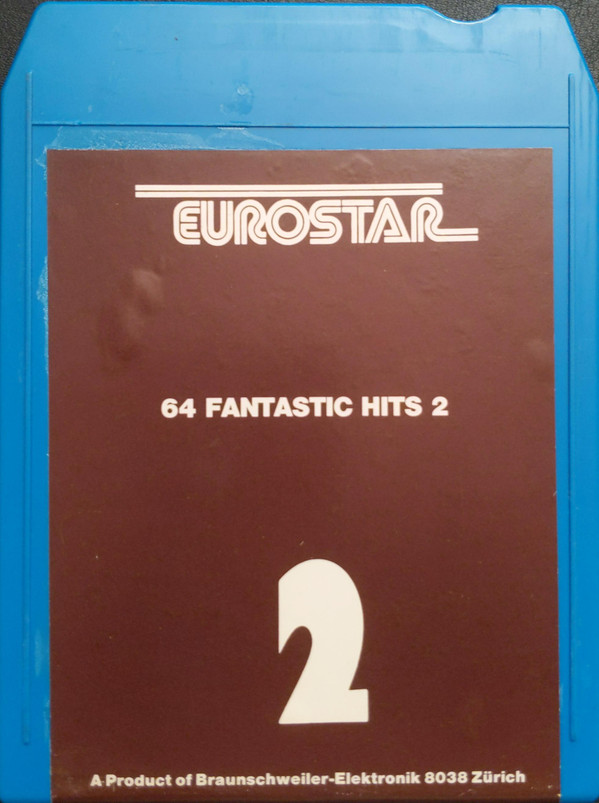 EUROSTAR
64 FANTASTIC HITS 2
2
A Product of Braunschweiler-Elektronik 8038 Zürich